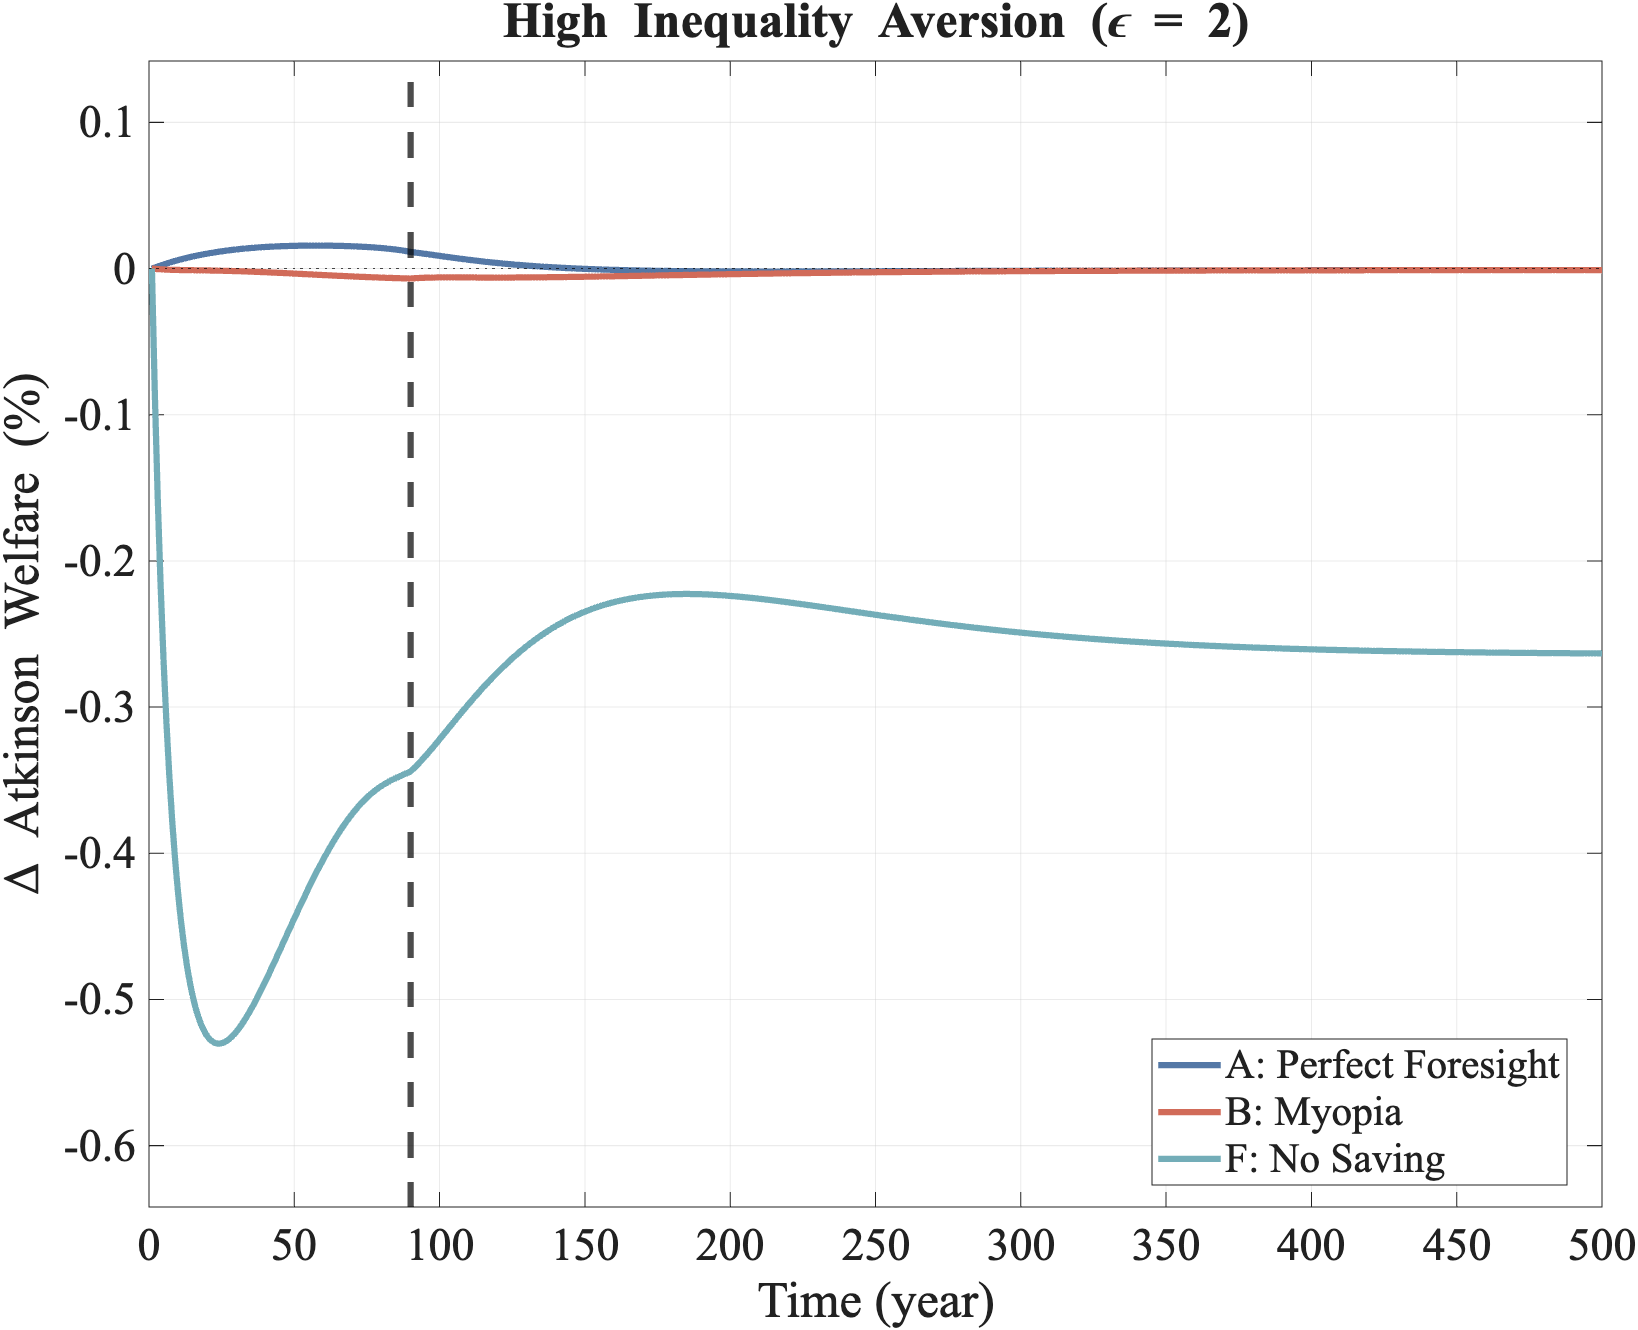 High Inequality Aversion (ϵ = 2)
Δ Atkinson Welfare (%)
0.1
0
-0.1
-0.2
-0.3
-0.4
-0.5
-0.6
A: Perfect Foresight
B: Myopia
F: No Saving
0 50 100 150 200 250 300 350 400 450 500
Time (year)